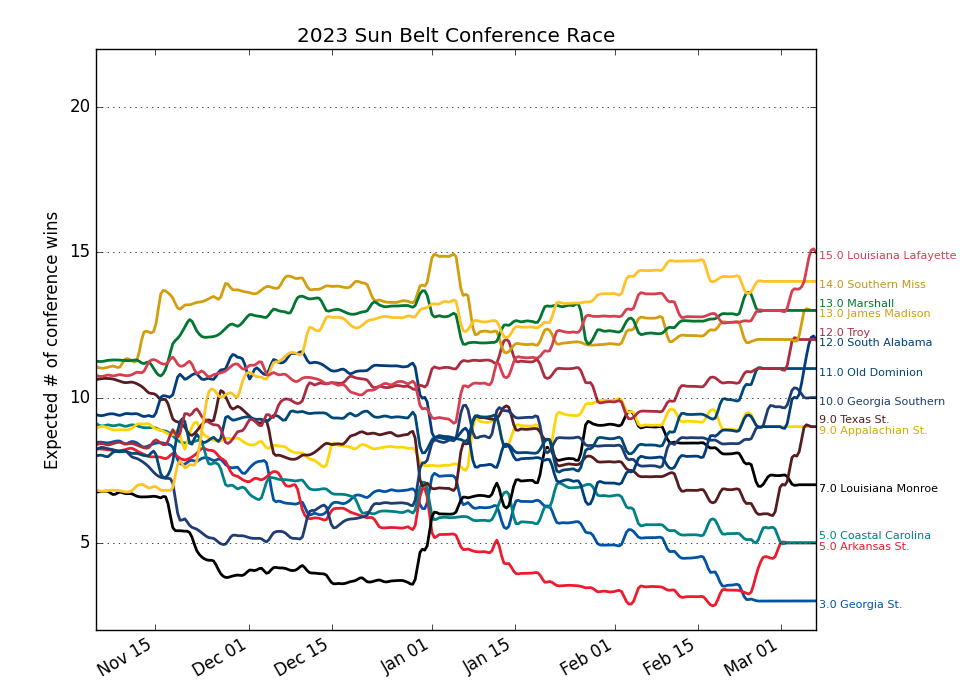 2023 Sun Belt Conference Race
Expected # of conference wins
20
15
10
5
15.0 Louisiana Lafayette
14.0 Southern Miss
13.0 Marshall
13.0 James Madison
12.0 Troy
12.0 South Alabama
11.0 Old Dominion
10.0 Georgia Southern
9.0 Texas St.
9.0 Appalachian St.
7.0 Louisiana Monroe
5.0 Coastal Carolina
5.0 Arkansas St.
3.0 Georgia St.
Nov 15
Dec 01
Dec 15
Jan 01
Jan 15
Feb 01
Feb 15
Mar 01